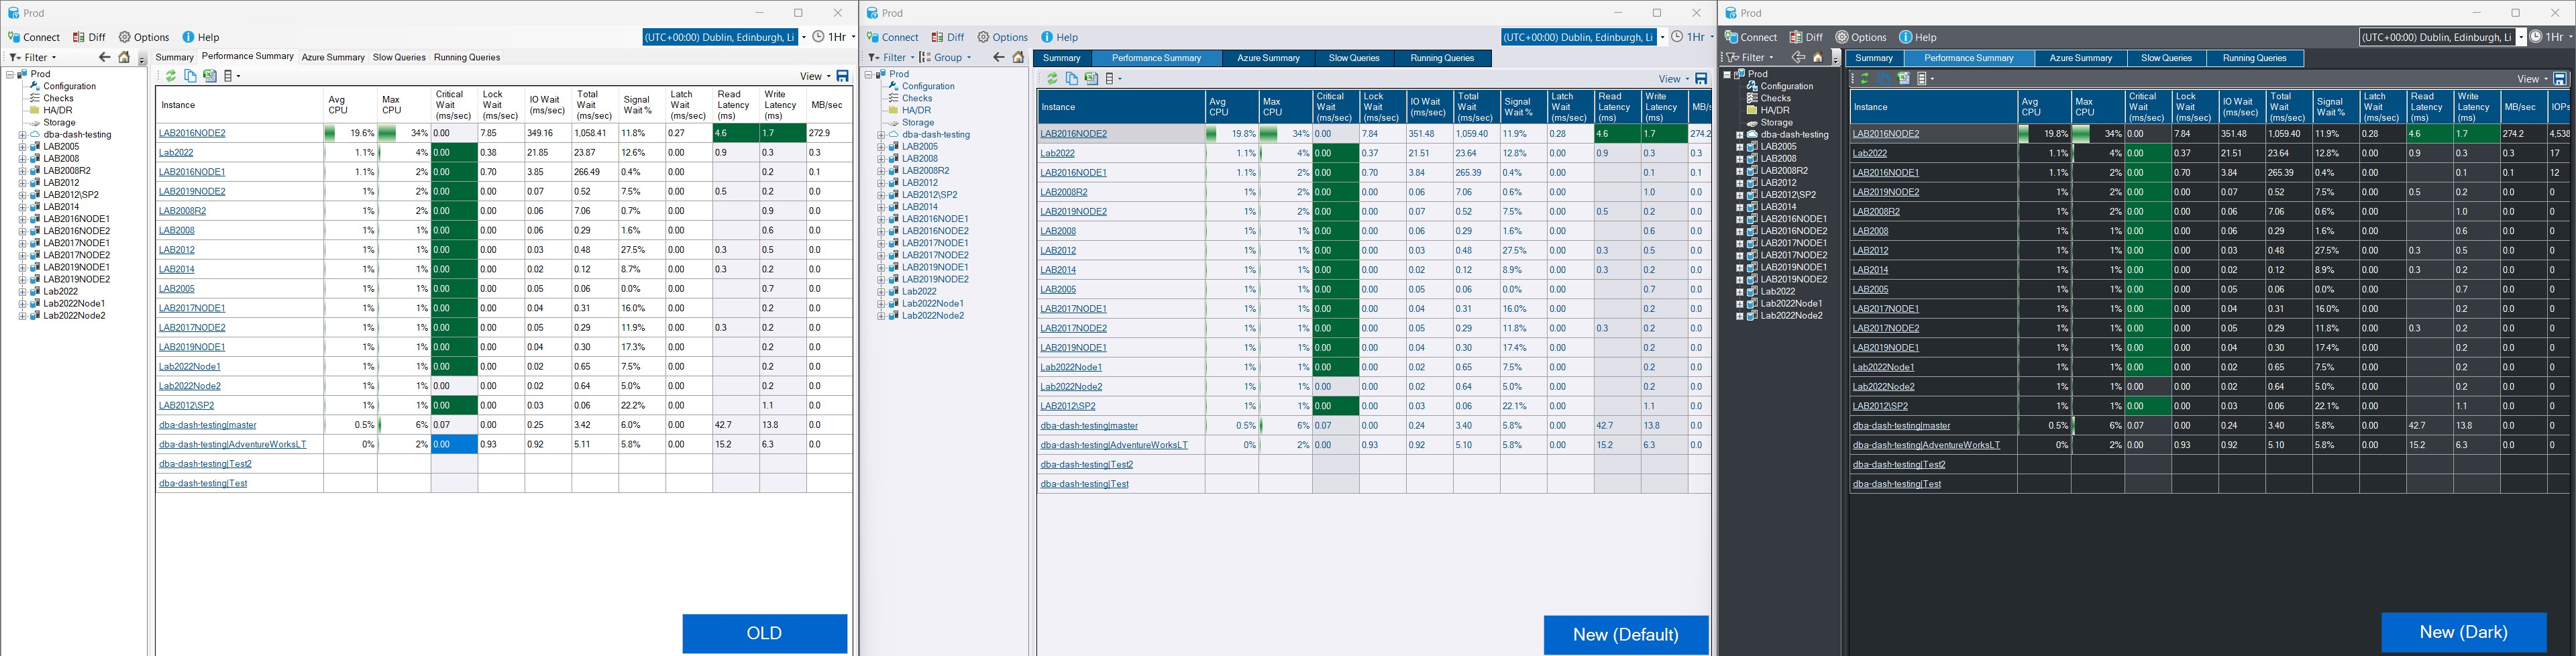 Prod
Connect Diff Options Help (UTC+00:00) Dublin, Edinburgh, Li 1Hr
Filter
Summary Performance Summary Azure Summary Slow Queries Running Queries
View
Prod
Configuration
Checks
HA/DR
Storage
dba-dash-testing
LAB2005
LAB2008
LAB2008R2
LAB2012
LAB2012\SP2
LAB2014
LAB2016NODE1
LAB2016NODE2
LAB2017NODE1
LAB2017NODE2
LAB2019NODE1
LAB2019NODE2
Lab2022
Lab2022Node1
Lab2022Node2
Instance Avg CPU Max CPU Critical Wait (ms/sec) Lock Wait (ms/sec) IO Wait (ms/sec) Total Wait (ms/sec) Signal Wait % Latch Wait (ms/sec) Read Latency (ms) Write Latency (ms) MB/sec
LAB2016NODE2 19.6% 34% 0.00 7.85 349.16 1,058.41 11.8% 0.27 4.6 1.7 272.9
Lab2022 1.1% 4% 0.00 0.38 21.85 23.87 12.6% 0.00 0.9 0.3 0.3
LAB2016NODE1 1.1% 2% 0.00 0.70 3.85 266.49 0.4% 0.00 0.2 0.1
LAB2019NODE2 1% 2% 0.00 0.00 0.07 0.52 7.5% 0.00 0.5 0.2 0.0
LAB2008R2 1% 2% 0.00 0.00 0.06 7.06 0.7% 0.00 0.9 0.0
LAB2008 1% 1% 0.00 0.00 0.06 0.29 1.6% 0.00 0.6 0.0
LAB2012 1% 1% 0.00 0.00 0.03 0.48 27.5% 0.00 0.3 0.5 0.0
LAB2014 1% 1% 0.00 0.00 0.02 0.12 8.7% 0.00 0.3 0.2 0.0
LAB2005 1% 1% 0.00 0.00 0.05 0.06 0.0% 0.00 0.7 0.0
LAB2017NODE1 1% 1% 0.00 0.00 0.04 0.31 16.0% 0.00 0.2 0.0
LAB2017NODE2 1% 1% 0.00 0.00 0.05 0.29 11.9% 0.00 0.3 0.2 0.0
LAB2019NODE1 1% 1% 0.00 0.00 0.04 0.30 17.3% 0.00 0.2 0.0
Lab2022Node1 1% 1% 0.00 0.00 0.02 0.65 7.5% 0.00 0.2 0.0
Lab2022Node2 1% 1% 0.00 0.00 0.02 0.64 5.0% 0.00 0.2 0.0
LAB2012\SP2 1% 1% 0.00 0.00 0.03 0.06 22.2% 0.00 1.1 0.0
dba-dash-testing|master 0.5% 6% 0.07 0.00 0.25 3.42 6.0% 0.00 42.7 13.8 0.0
dba-dash-testing|AdventureWorksLT 0% 2% 0.00 0.93 0.92 5.11 5.8% 0.00 15.2 6.3 0.0
dba-dash-testing|Test2
dba-dash-testing|Test
OLD
Prod
Connect Diff Options Help (UTC+00:00) Dublin, Edinburgh, Li 1Hr
Filter Group
Summary Performance Summary Azure Summary Slow Queries Running Queries
View
Prod
Configuration
Checks
HA/DR
Storage
dba-dash-testing
LAB2005
LAB2008
LAB2008R2
LAB2012
LAB2012\SP2
LAB2014
LAB2016NODE1
LAB2016NODE2
LAB2017NODE1
LAB2017NODE2
LAB2019NODE1
LAB2019NODE2
Lab2022
Lab2022Node1
Lab2022Node2
Instance Avg CPU Max CPU Critical Wait (ms/sec) Lock Wait (ms/sec) IO Wait (ms/sec) Total Wait (ms/sec) Signal Wait % Latch Wait (ms/sec) Read Latency (ms) Write Latency (ms) MB/s
LAB2016NODE2 19.8% 34% 0.00 7.84 351.48 1,059.40 11.9% 0.28 4.6 1.7 274.2
Lab2022 1.1% 4% 0.00 0.37 21.51 23.64 12.8% 0.00 0.9 0.3 0.3
LAB2016NODE1 1.1% 2% 0.00 0.70 3.84 265.39 0.4% 0.00 0.1 0.1
LAB2008R2 1% 2% 0.00 0.00 0.06 7.06 0.6% 0.00 1.0 0.0
LAB2019NODE2 1% 2% 0.00 0.00 0.07 0.52 7.5% 0.00 0.5 0.2 0.0
LAB2008 1% 1% 0.00 0.00 0.06 0.29 1.6% 0.00 0.6 0.0
LAB2012 1% 1% 0.00 0.00 0.03 0.48 27.5% 0.00 0.3 0.5 0.0
LAB2014 1% 1% 0.00 0.00 0.02 0.12 8.9% 0.00 0.3 0.2 0.0
LAB2005 1% 1% 0.00 0.00 0.05 0.06 0.0% 0.00 0.7 0.0
LAB2017NODE1 1% 1% 0.00 0.00 0.04 0.31 16.0% 0.00 0.2 0.0
LAB2017NODE2 1% 1% 0.00 0.00 0.05 0.29 11.8% 0.00 0.3 0.2 0.0
LAB2019NODE1 1% 1% 0.00 0.00 0.04 0.30 17.4% 0.00 0.2 0.0
Lab2022Node1 1% 1% 0.00 0.00 0.02 0.65 7.5% 0.00 0.2 0.0
Lab2022Node2 1% 1% 0.00 0.00 0.02 0.64 5.0% 0.00 0.2 0.0
LAB2012\SP2 1% 1% 0.00 0.00 0.03 0.06 22.1% 0.00 1.1 0.0
dba-dash-testing|master 0.5% 6% 0.07 0.00 0.24 3.40 5.8% 0.00 42.7 13.8 0.0
dba-dash-testing|AdventureWorksLT 0% 2% 0.00 0.93 0.92 5.10 5.8% 0.00 15.2 6.3 0.0
dba-dash-testing|Test2
dba-dash-testing|Test
New (Default)
Prod
Connect Diff Options Help (UTC+00:00) Dublin, Edinburgh, Li 1Hr
Filter
Summary Performance Summary Azure Summary Slow Queries Running Queries
View
Prod
Configuration
Checks
HA/DR
Storage
dba-dash-testing
LAB2005
LAB2008
LAB2008R2
LAB2012
LAB2012\SP2
LAB2014
LAB2016NODE1
LAB2016NODE2
LAB2017NODE1
LAB2017NODE2
LAB2019NODE1
LAB2019NODE2
Lab2022
Lab2022Node1
Lab2022Node2
Instance Avg CPU Max CPU Critical Wait (ms/sec) Lock Wait (ms/sec) IO Wait (ms/sec) Total Wait (ms/sec) Signal Wait % Latch Wait (ms/sec) Read Latency (ms) Write Latency (ms) MB/sec IOPs
LAB2016NODE2 19.8% 34% 0.00 7.84 351.48 1,059.40 11.9% 0.28 4.6 1.7 274.2 4,538
Lab2022 1.1% 4% 0.00 0.37 21.51 23.64 12.8% 0.00 0.9 0.3 0.3 17
LAB2016NODE1 1.1% 2% 0.00 0.70 3.84 265.39 0.4% 0.00 0.1 0.1 12
LAB2019NODE2 1% 2% 0.00 0.00 0.07 0.52 7.5% 0.00 0.5 0.2 0.0 0
LAB2008R2 1% 2% 0.00 0.00 0.06 7.06 0.6% 0.00 1.0 0.0 0
LAB2008 1% 1% 0.00 0.00 0.06 0.29 1.6% 0.00 0.6 0.0 0
LAB2012 1% 1% 0.00 0.00 0.03 0.48 27.5% 0.00 0.3 0.5 0.0 0
LAB2014 1% 1% 0.00 0.00 0.02 0.12 8.9% 0.00 0.3 0.2 0.0 0
LAB2005 1% 1% 0.00 0.00 0.05 0.06 0.0% 0.00 0.7 0.0 0
LAB2017NODE1 1% 1% 0.00 0.00 0.04 0.31 16.0% 0.00 0.2 0.0 0
LAB2017NODE2 1% 1% 0.00 0.00 0.05 0.29 11.8% 0.00 0.3 0.2 0.0 0
LAB2019NODE1 1% 1% 0.00 0.00 0.04 0.30 17.4% 0.00 0.2 0.0 0
Lab2022Node1 1% 1% 0.00 0.00 0.02 0.65 7.5% 0.00 0.2 0.0 0
Lab2022Node2 1% 1% 0.00 0.00 0.02 0.64 5.0% 0.00 0.2 0.0 0
LAB2012\SP2 1% 1% 0.00 0.00 0.03 0.06 22.1% 0.00 1.1 0.0 0
dba-dash-testing|master 0.5% 6% 0.07 0.00 0.24 3.40 5.8% 0.00 42.7 13.8 0.0 0
dba-dash-testing|AdventureWorksLT 0% 2% 0.00 0.93 0.92 5.10 5.8% 0.00 15.2 6.3 0.0 0
dba-dash-testing|Test2
dba-dash-testing|Test
New (Dark)